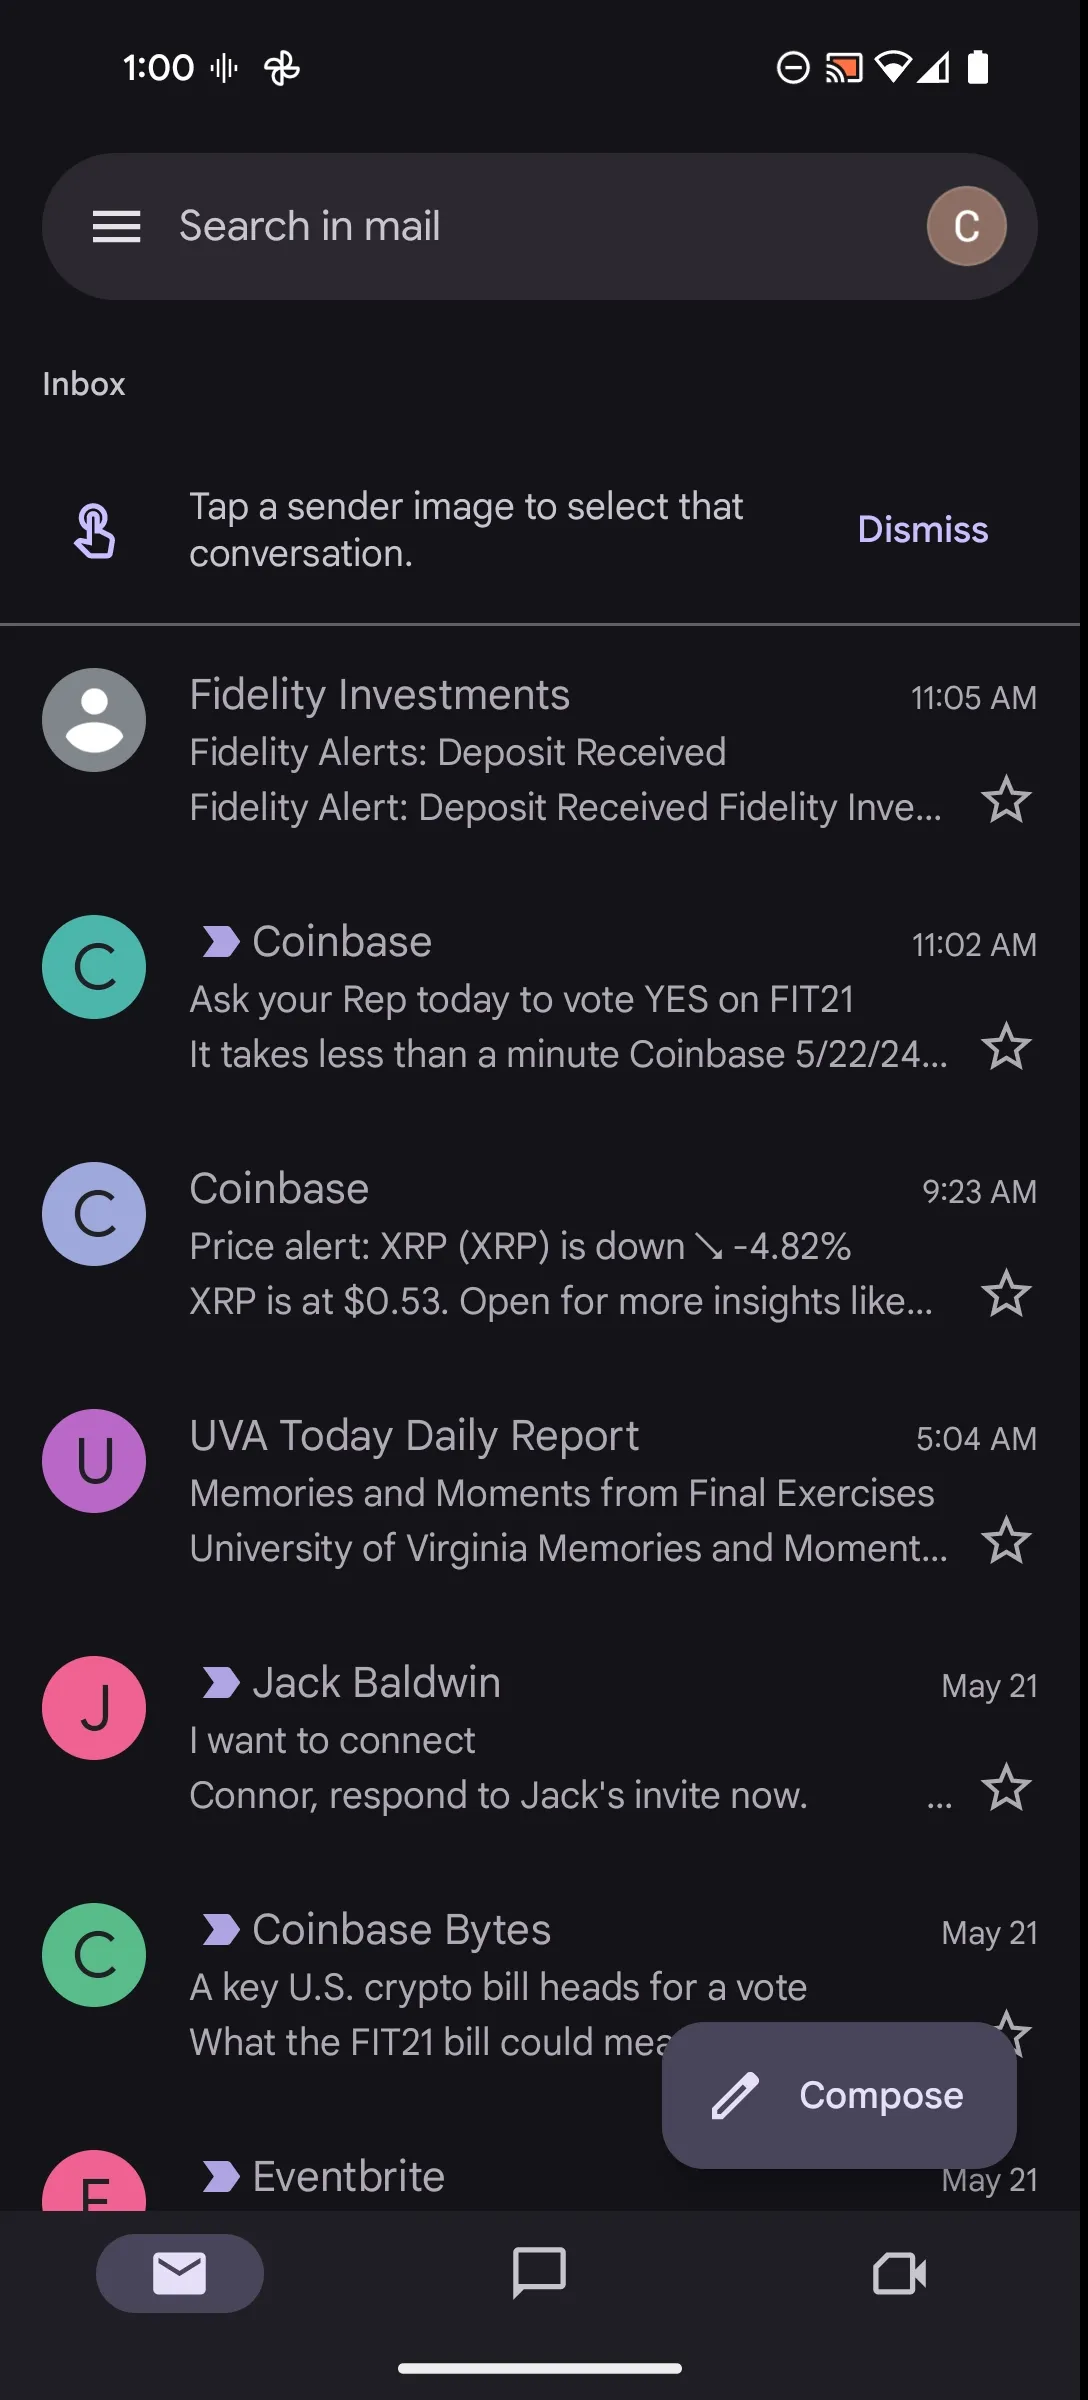 1:00
Search in mail
C
Inbox
Tap a sender image to select that
conversation.
Dismiss
Fidelity Investments
11:05 AM
Fidelity Alerts: Deposit Received
Fidelity Alert: Deposit Received Fidelity Inve...
C
Coinbase
11:02 AM
Ask your Rep today to vote YES on FIT21
It takes less than a minute Coinbase 5/22/24...
C
Coinbase
9:23 AM
Price alert: XRP (XRP) is down ↘ -4.82%
XRP is at $0.53. Open for more insights like...
U
UVA Today Daily Report
5:04 AM
Memories and Moments from Final Exercises
University of Virginia Memories and Moment...
J
Jack Baldwin
May 21
I want to connect
Connor, respond to Jack's invite now. ...
C
Coinbase Bytes
May 21
A key U.S. crypto bill heads for a vote
What the FIT21 bill could mea
Compose
E
Eventbrite
May 21